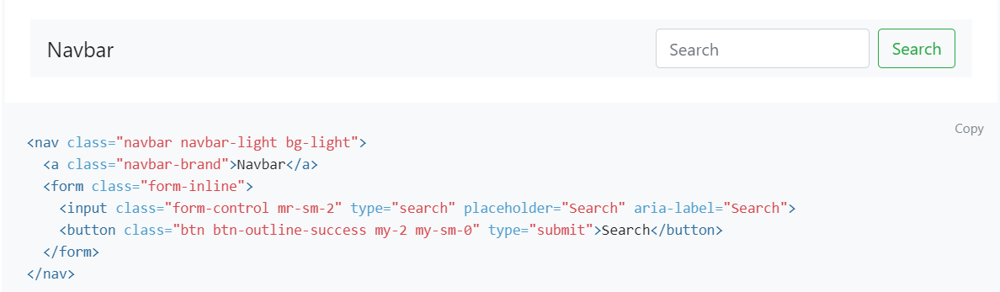 Navbar Search Search
Copy
<nav class="navbar navbar-light bg-light">
  <a class="navbar-brand">Navbar</a>
  <form class="form-inline">
    <input class="form-control mr-sm-2" type="search" placeholder="Search" aria-label="Search">
    <button class="btn btn-outline-success my-2 my-sm-0" type="submit">Search</button>
  </form>
</nav>